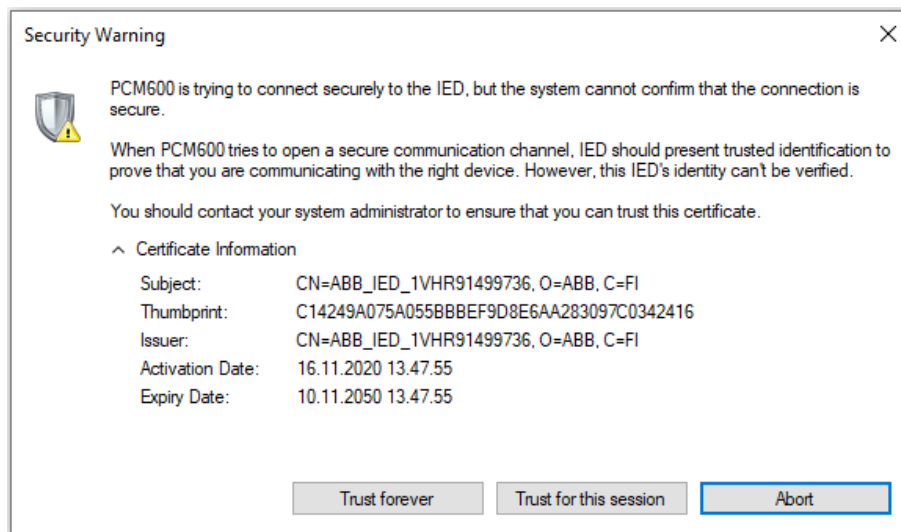 Security Warning
PCM600 is trying to connect securely to the IED, but the system cannot confirm that the connection is
secure.
When PCM600 tries to open a secure communication channel, IED should present trusted identification to
prove that you are communicating with the right device. However, this IED's identity can't be verified.
You should contact your system administrator to ensure that you can trust this certificate.
Certificate Information
Subject: CN=ABB_IED_1VHR91499736, O=ABB, C=FI
Thumbprint: C14249A075A055BBBEF9D8E6AA283097C0342416
Issuer: CN=ABB_IED_1VHR91499736, O=ABB, C=FI
Activation Date: 16.11.2020 13.47.55
Expiry Date: 10.11.2050 13.47.55
Trust forever Trust for this session Abort